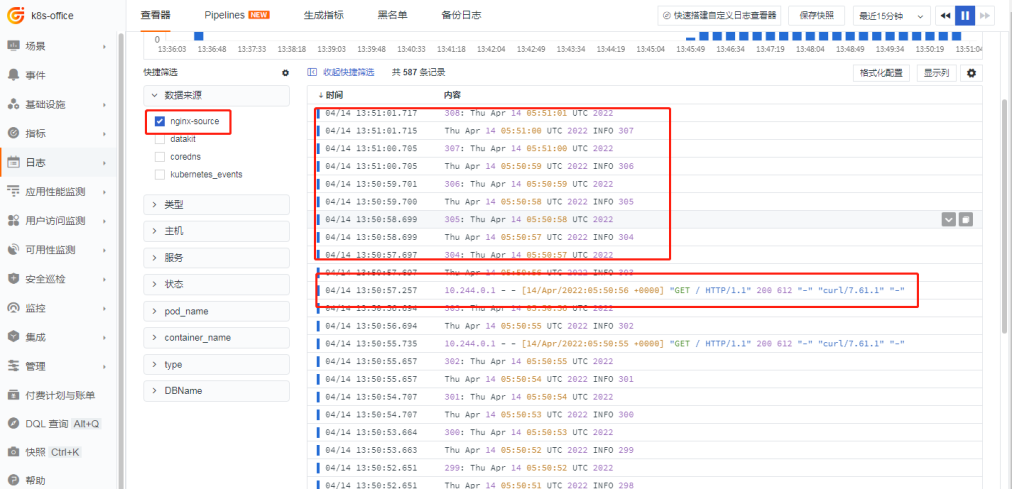 k8s-office
查看器
Pipelines NEW
生成指标
黑名单
备份日志
快速搭建自定义日志查看器
保存快照
最近15分钟
场景
事件
基础设施
指标
日志
应用性能监测
用户访问监测
可用性监测
安全巡检
监控
集成
管理
付费计划与账单
DQL 查询 Alt+Q
快照 Ctrl+K
帮助
0
13:36:03 13:36:48 13:37:33 13:38:18 13:39:03 13:39:48 13:40:33 13:41:18 13:42:04 13:42:49 13:43:34 13:44:19 13:45:04 13:45:49 13:46:34 13:47:19 13:48:04 13:48:49 13:49:34 13:50:19 13:51:04
快捷筛选
收起快捷筛选 共 587 条记录
格式化配置
显示列
数据来源
nginx-source
datakit
coredns
kubernetes_events
类型
主机
服务
状态
pod_name
container_name
type
DBName
↓ 时间 内容
04/14 13:51:01.717 308: Thu Apr 14 05:51:01 UTC 2022
04/14 13:51:01.715 Thu Apr 14 05:51:00 UTC 2022 INFO 307
04/14 13:51:00.705 307: Thu Apr 14 05:51:00 UTC 2022
04/14 13:51:00.705 Thu Apr 14 05:50:59 UTC 2022 INFO 306
04/14 13:50:59.701 306: Thu Apr 14 05:50:59 UTC 2022
04/14 13:50:59.700 Thu Apr 14 05:50:58 UTC 2022 INFO 305
04/14 13:50:58.699 305: Thu Apr 14 05:50:58 UTC 2022
04/14 13:50:58.699 Thu Apr 14 05:50:57 UTC 2022 INFO 304
04/14 13:50:57.697 304: Thu Apr 14 05:50:57 UTC 2022
04/14 13:50:57.697 Thu Apr 14 05:50:56 UTC 2022 INFO 303
04/14 13:50:57.257 10.244.0.1 - - [14/Apr/2022:05:50:56 +0000] "GET / HTTP/1.1" 200 612 "-" "curl/7.61.1" "-"
04/14 13:50:56.694 303: Thu Apr 14 05:50:56 UTC 2022
04/14 13:50:56.694 Thu Apr 14 05:50:55 UTC 2022 INFO 302
04/14 13:50:55.735 10.244.0.1 - - [14/Apr/2022:05:50:55 +0000] "GET / HTTP/1.1" 200 612 "-" "curl/7.61.1" "-"
04/14 13:50:55.657 302: Thu Apr 14 05:50:55 UTC 2022
04/14 13:50:55.657 Thu Apr 14 05:50:54 UTC 2022 INFO 301
04/14 13:50:54.707 301: Thu Apr 14 05:50:54 UTC 2022
04/14 13:50:54.707 Thu Apr 14 05:50:53 UTC 2022 INFO 300
04/14 13:50:53.664 300: Thu Apr 14 05:50:53 UTC 2022
04/14 13:50:53.663 Thu Apr 14 05:50:52 UTC 2022 INFO 299
04/14 13:50:52.651 299: Thu Apr 14 05:50:52 UTC 2022
04/14 13:50:52.651 Thu Apr 14 05:50:51 UTC 2022 INFO 298